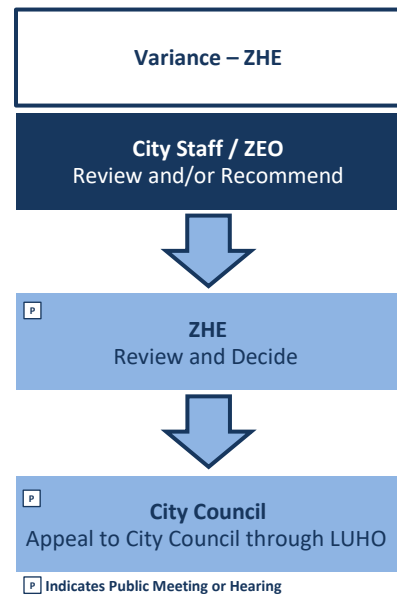 Variance – ZHE
City Staff / ZEO
Review and/or Recommend
P
ZHE
Review and Decide
P
City Council
Appeal to City Council through LUHO
P Indicates Public Meeting or Hearing